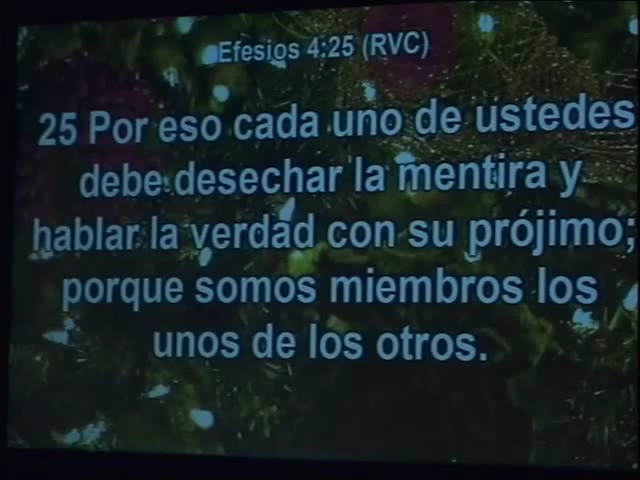 Efesios 4:25 (RVC)
25 Por eso cada uno de ustedes
debe desechar la mentira y
hablar la verdad con su prójimo;
porque somos miembros los
unos de los otros.